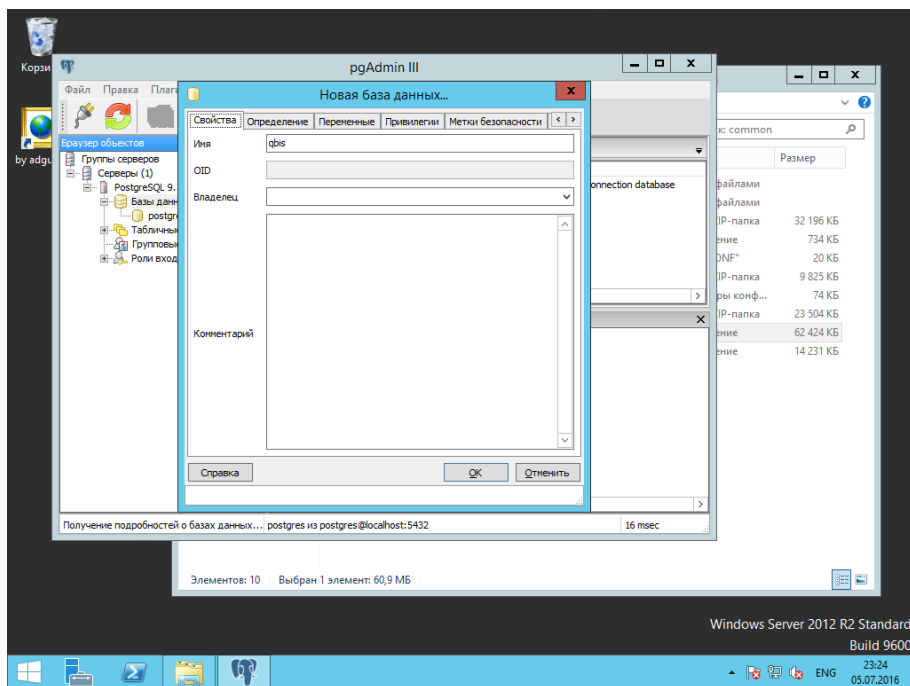 Корзи
by adgu
pgAdmin III
Файл Правка Плаг
Браузер объектов
Группы серверов
Серверы (1)
PostgreSQL 9.
Базы данн
postgre
Табличны
Групповы
Роли вход
Новая база данных...
Свойства Определение Переменные Привилегии Метки безопасности
Имя qbis
OID
Владелец
Комментарий
Справка OK Отменить
onnection database
Получение подробностей о базах данных... postgres из postgres@localhost:5432 16 msec
к: common
Размер
файлами
файлами
IP-папка 32 196 КБ
ение 734 КБ
ONF" 20 КБ
IP-папка 9 825 КБ
ры конф... 74 КБ
IP-папка 23 504 КБ
ение 62 424 КБ
ение 14 231 КБ
Элементов: 10 Выбран 1 элемент: 60,9 МБ
Windows Server 2012 R2 Standard
Build 9600
ENG 23:24
05.07.2016